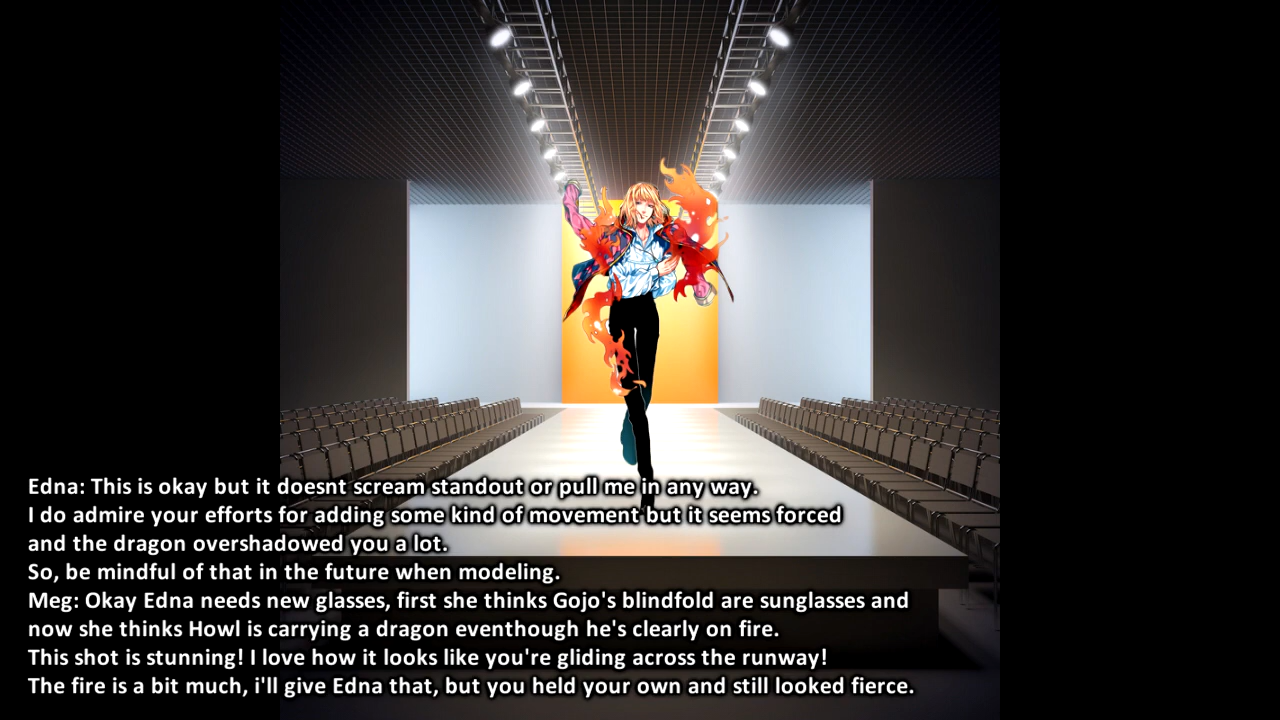 Edna: This is okay but it doesnt scream standout or pull me in any way.
I do admire your efforts for adding some kind of movement but it seems forced
and the dragon overshadowed you a lot.
So, be mindful of that in the future when modeling.
Meg: Okay Edna needs new glasses, first she thinks Gojo's blindfold are sunglasses and
now she thinks Howl is carrying a dragon eventhough he's clearly on fire.
This shot is stunning! I love how it looks like you're gliding across the runway!
The fire is a bit much, i'll give Edna that, but you held your own and still looked fierce.